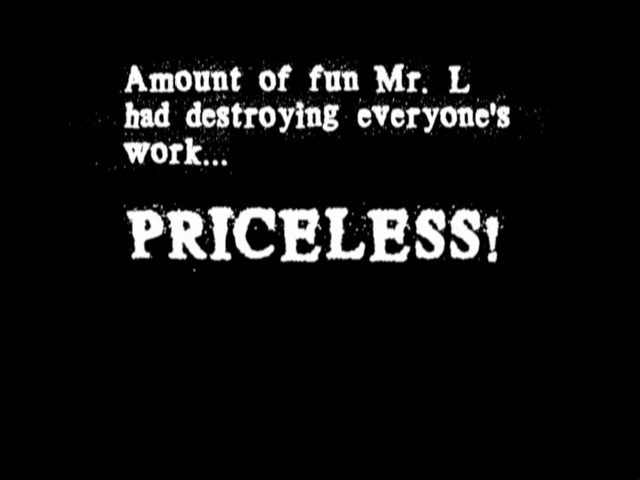 Amount of fun Mr. L
had destroying everyone's
work...
PRICELESS!